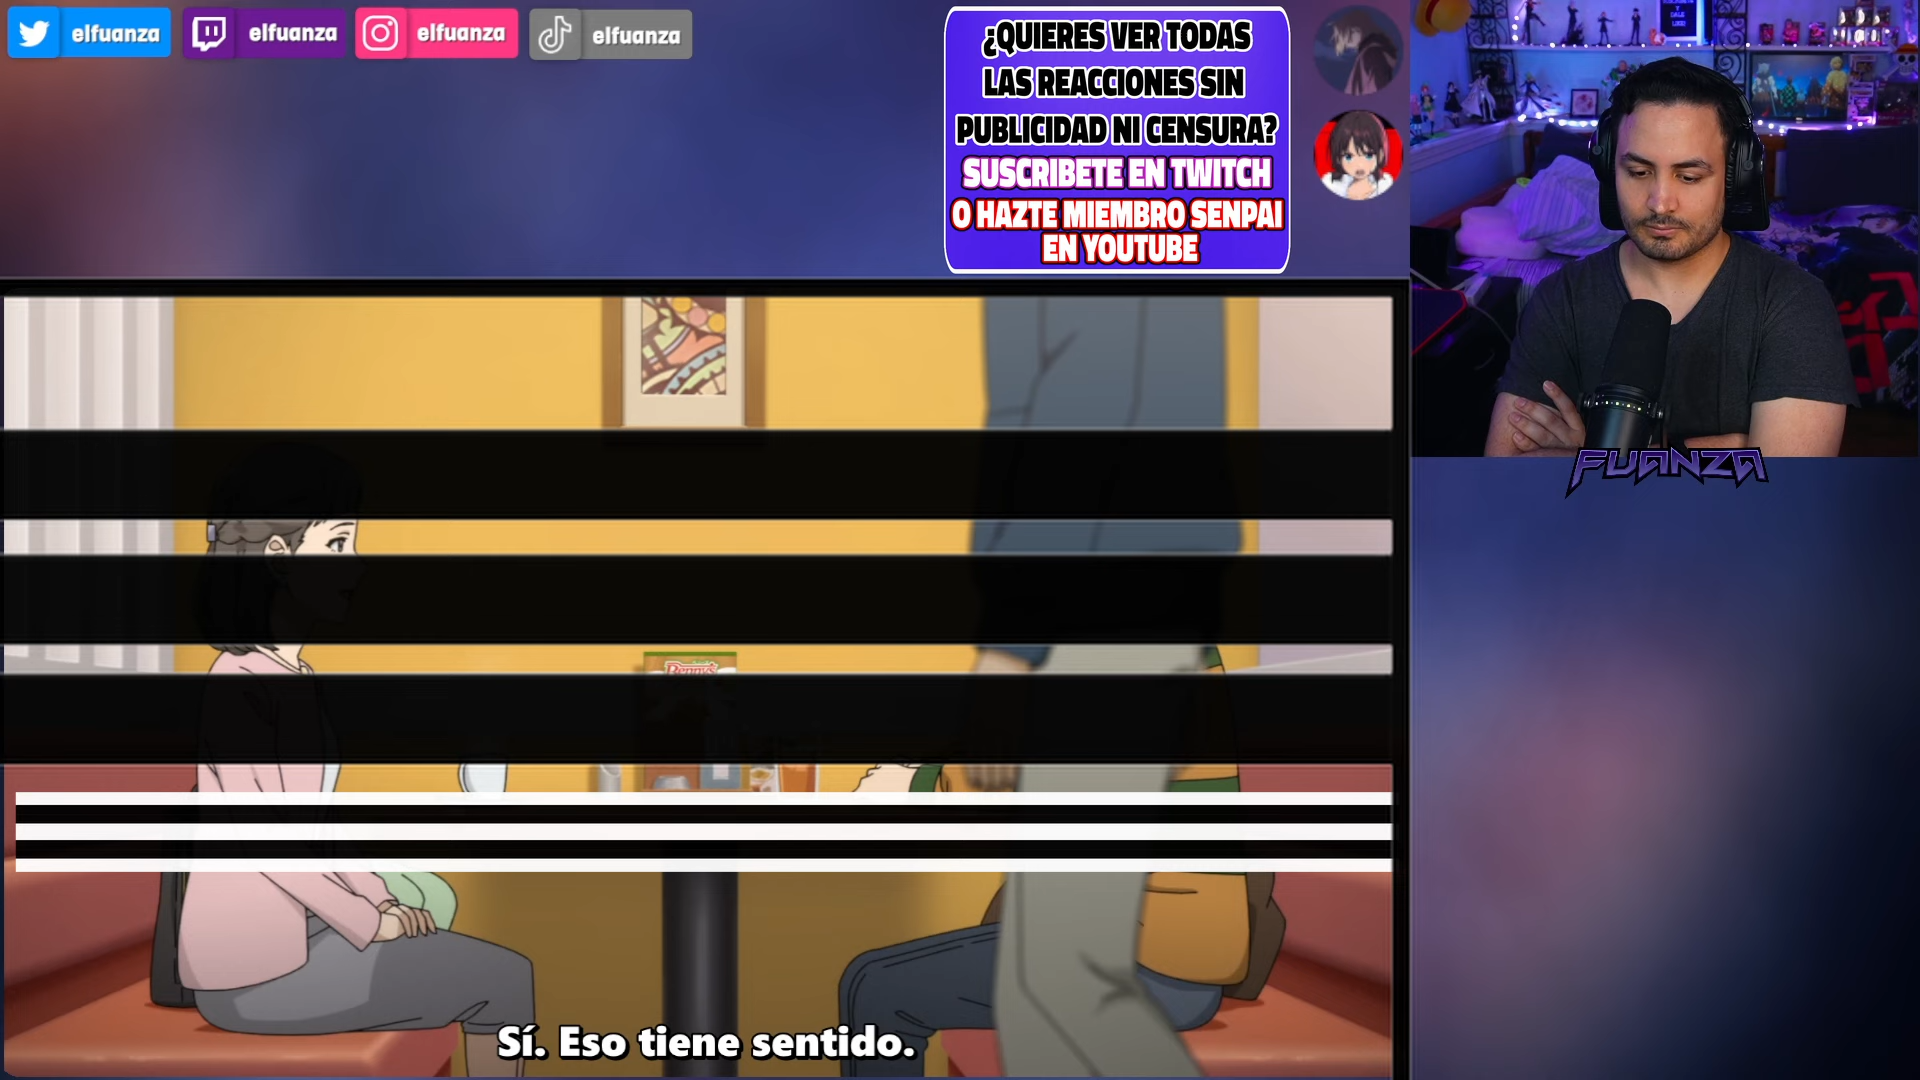 elfuanza
elfuanza
elfuanza
elfuanza
¿QUIERES VER TODAS
LAS REACCIONES SIN
PUBLICIDAD NI CENSURA?
SUSCRIBETE EN TWITCH
O HAZTE MIEMBRO SENPAI
EN YOUTUBE
FUANZA
Denny's
Sí. Eso tiene sentido.